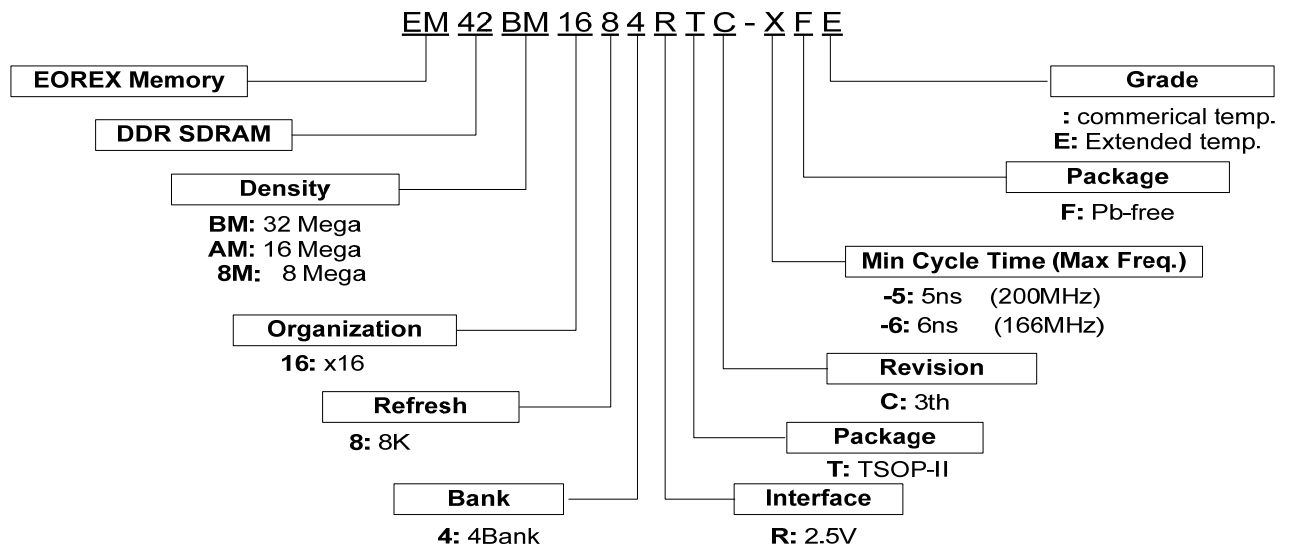 EM 42 BM 16 8 4 R T C - X F E
EOREX Memory
Grade
: commerical temp.
E: Extended temp.
DDR SDRAM
Package
F: Pb-free
Density
BM: 32 Mega
AM: 16 Mega
8M: 8 Mega
Min Cycle Time (Max Freq.)
-5: 5ns (200MHz)
-6: 6ns (166MHz)
Organization
16: x16
Revision
C: 3th
Refresh
8: 8K
Package
T: TSOP-II
Bank
4: 4Bank
Interface
R: 2.5V